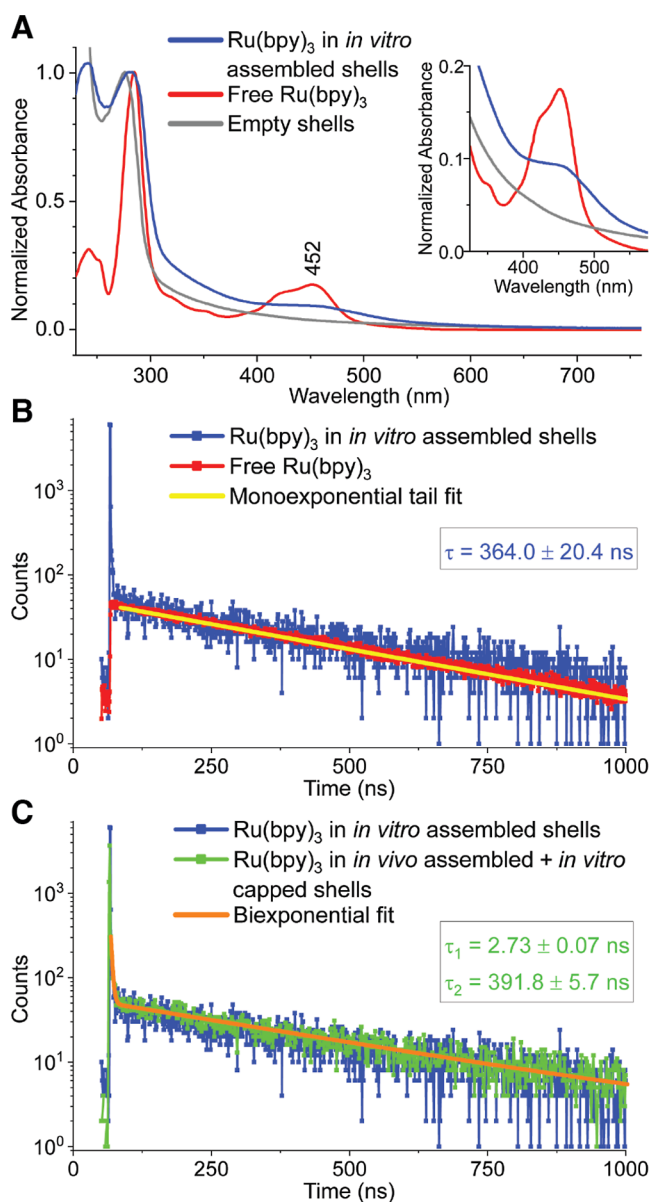 A
Ru(bpy)₃ in in vitro
assembled shells
Free Ru(bpy)₃
Empty shells
Normalized Absorbance
1.0
0.5
0.0
452
300
400
500
600
700
Wavelength (nm)
Normalized Absorbance
0.2
0.1
0.0
400
500
Wavelength (nm)
B
Ru(bpy)₃ in in vitro assembled shells
Free Ru(bpy)₃
Monoexponential tail fit
τ = 364.0 ± 20.4 ns
Counts
10³
10²
10¹
10⁰
0
250
500
750
1000
Time (ns)
C
Ru(bpy)₃ in in vitro assembled shells
Ru(bpy)₃ in in vivo assembled + in vitro
capped shells
Biexponential fit
τ₁ = 2.73 ± 0.07 ns
τ₂ = 391.8 ± 5.7 ns
Counts
10³
10²
10¹
10⁰
0
250
500
750
1000
Time (ns)